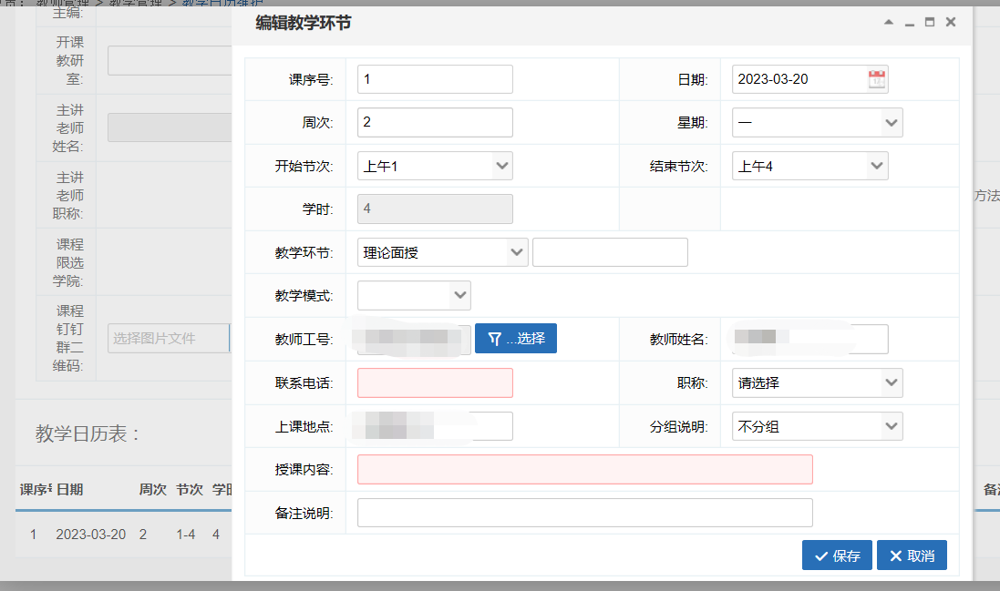 教师管理 > 教学管理 > 教学日历维护
主编:
开课
教研
室:
主讲
老师
姓名:
主讲
老师
职称:
课程
限选
学院:
课程
钉钉
群二
维码:
选择图片文件
方法
编辑教学环节
课序号: 1 日期: 2023-03-20
周次: 2 星期: 一
开始节次: 上午1 结束节次: 上午4
学时: 4
教学环节: 理论面授
教学模式:
教师工号: ...选择 教师姓名:
联系电话: 职称: 请选择
上课地点: 分组说明: 不分组
授课内容:
备注说明:
保存 取消
教学日历表：
课序 日期 周次 节次 学时 备
1 2023-03-20 2 1-4 4